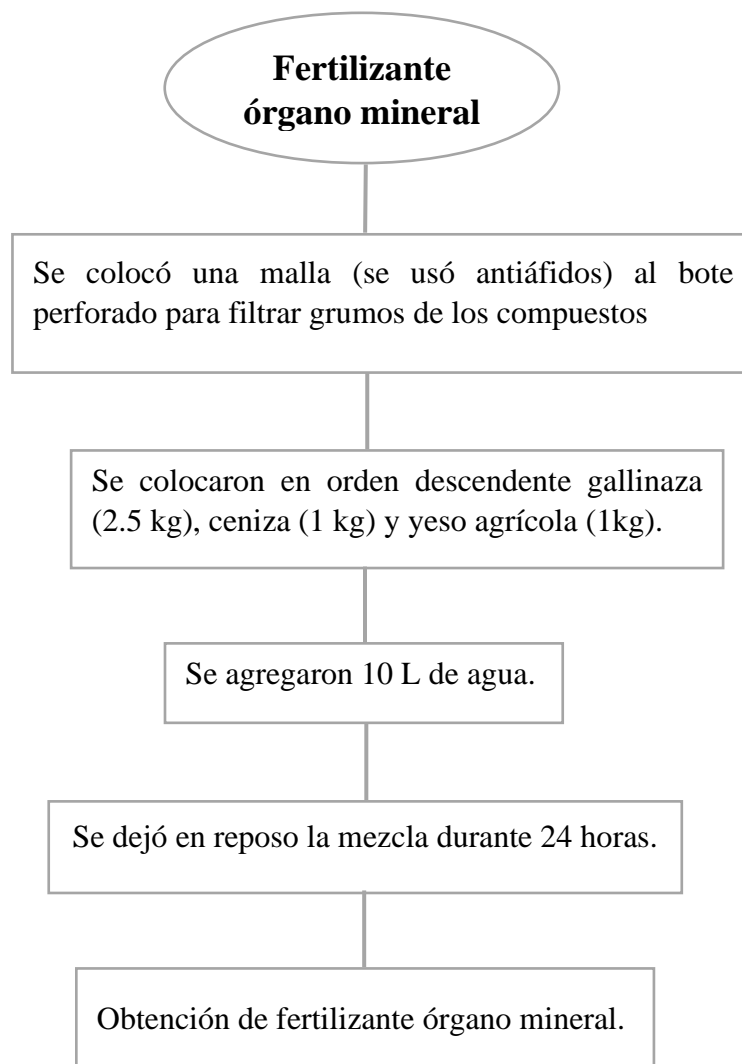 Fertilizante
órgano mineral
Se colocó una malla (se usó antiáfidos) al bote
perforado para filtrar grumos de los compuestos
Se colocaron en orden descendente gallinaza
(2.5 kg), ceniza (1 kg) y yeso agrícola (1kg).
Se agregaron 10 L de agua.
Se dejó en reposo la mezcla durante 24 horas.
Obtención de fertilizante órgano mineral.